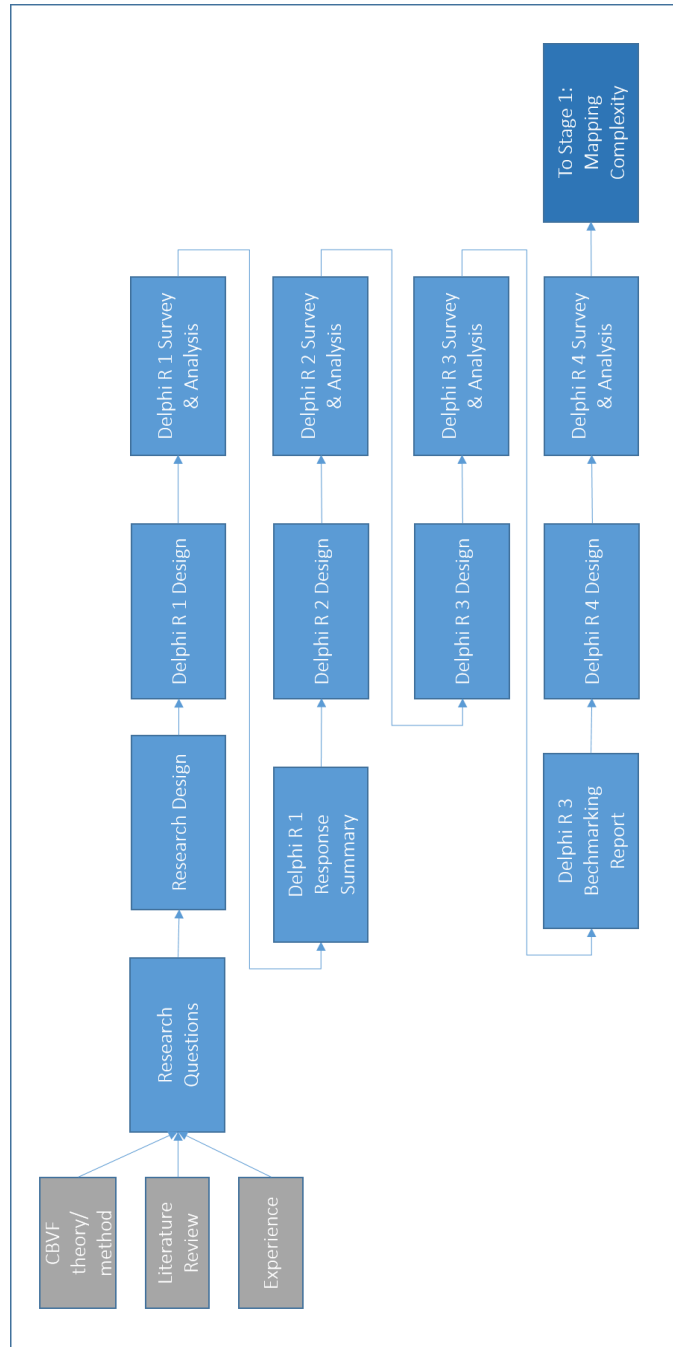 CBVF
theory/
method
Literature
Review
Experience
Research
Questions
Research Design
Delphi R 1 Design
Delphi R 1 Survey
& Analysis
Delphi R 1
Response
Summary
Delphi R 2 Design
Delphi R 2 Survey
& Analysis
Delphi R 3 Design
Delphi R 3 Survey
& Analysis
Delphi R 3
Bechmarking
Report
Delphi R 4 Design
Delphi R 4 Survey
& Analysis
To Stage 1:
Mapping
Complexity